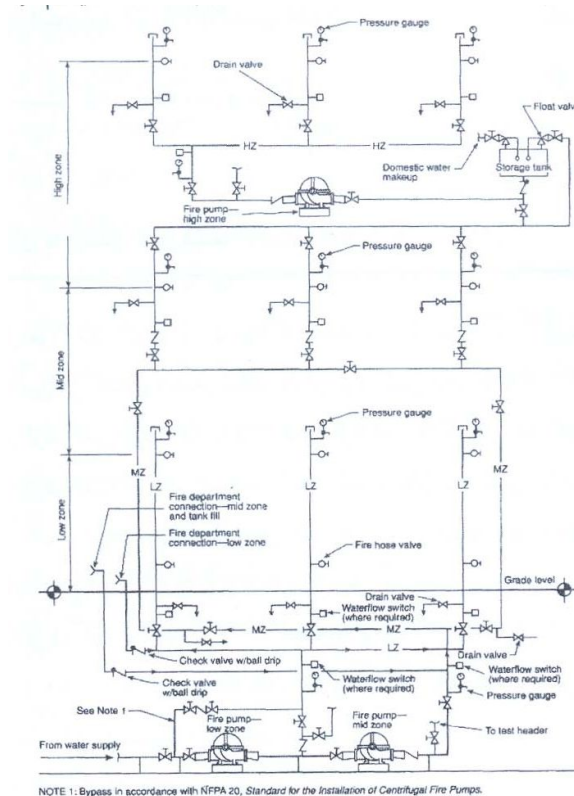 Pressure gauge
Drain valve
Float valv
HZ
HZ
Domestic water
makeup
Storage tank
High zone
Fire pump—
high zone
Pressure gauge
Mid zone
Pressure gauge
MZ
LZ
LZ
LZ
MZ
Fire department
connection—mid zone
and tank fill
Fire department
connection—low zone
Low zone
Fire hose valve
Grade level
Drain valve
Waterflow switch
(where required)
MZ
MZ
LZ
Drain valve
Check valve
w/ball drip
Waterflow switch
(where required)
Waterflow switch
(where required)
Check valve
w/ball drip
Pressure gauge
See Note 1
Fire pump—
low zone
Fire pump—
mid zone
To test header
From water supply
NOTE 1: Bypass in accordance with NFPA 20, Standard for the Installation of Centrifugal Fire Pumps.